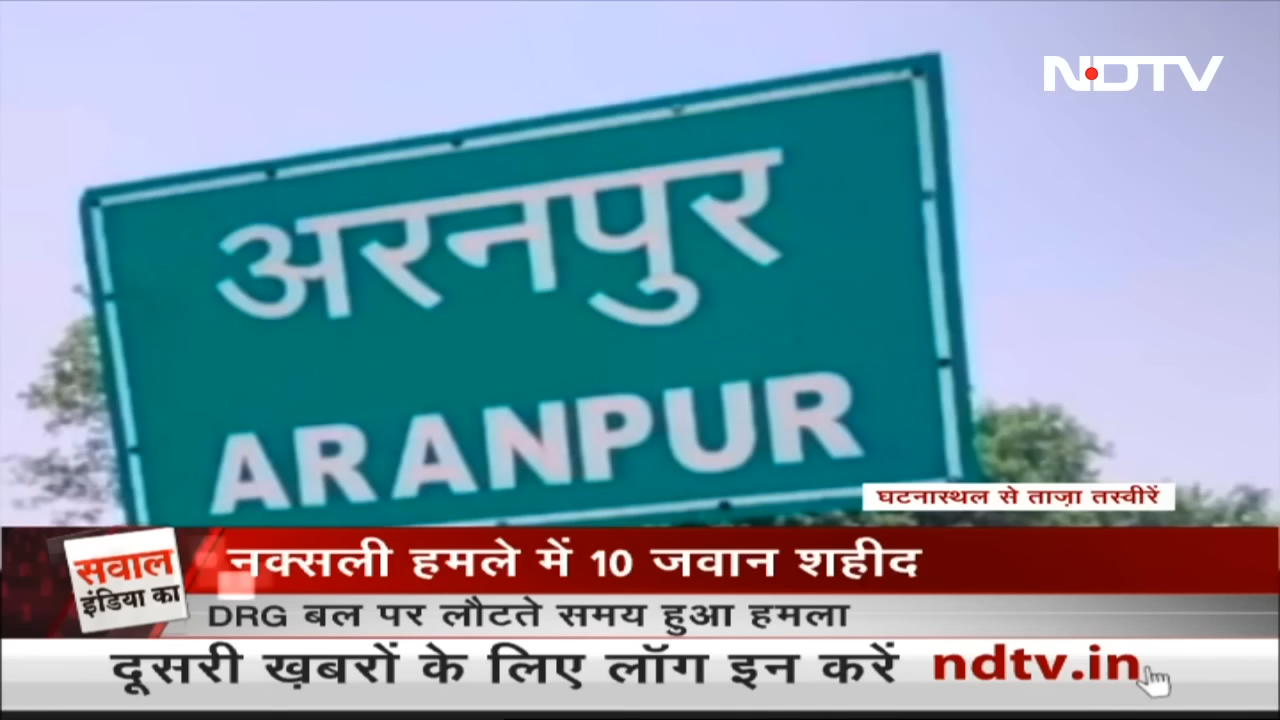 NDTV
अरनपुर
ARANPUR
घटनास्थल से ताज़ा तस्वीरें
सवाल
इंडिया का
नक्सली हमले में 10 जवान शहीद
DRG बल पर लौटते समय हुआ हमला
दूसरी ख़बरों के लिए लॉग इन करें ndtv.in